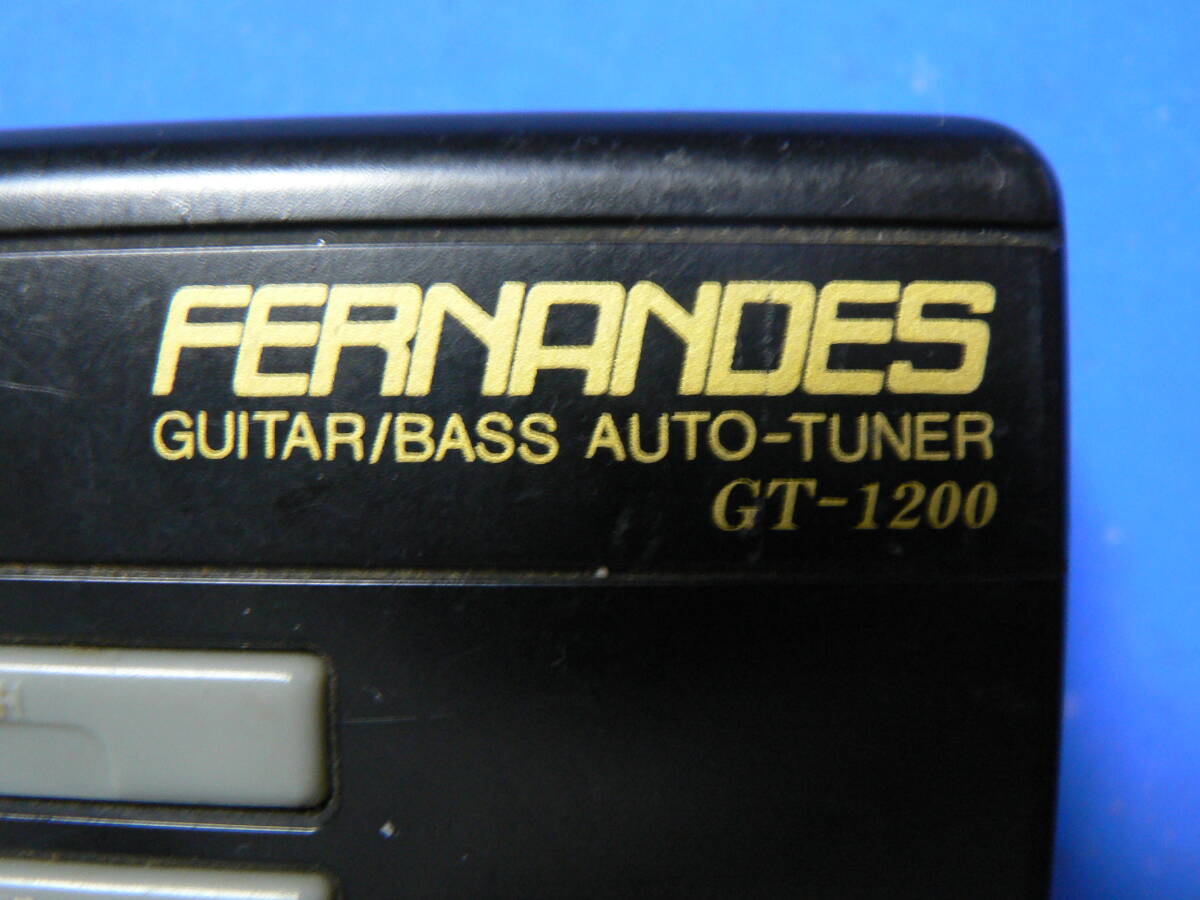 FERNANDES
GUITAR/BASS AUTO-TUNER
GT-1200